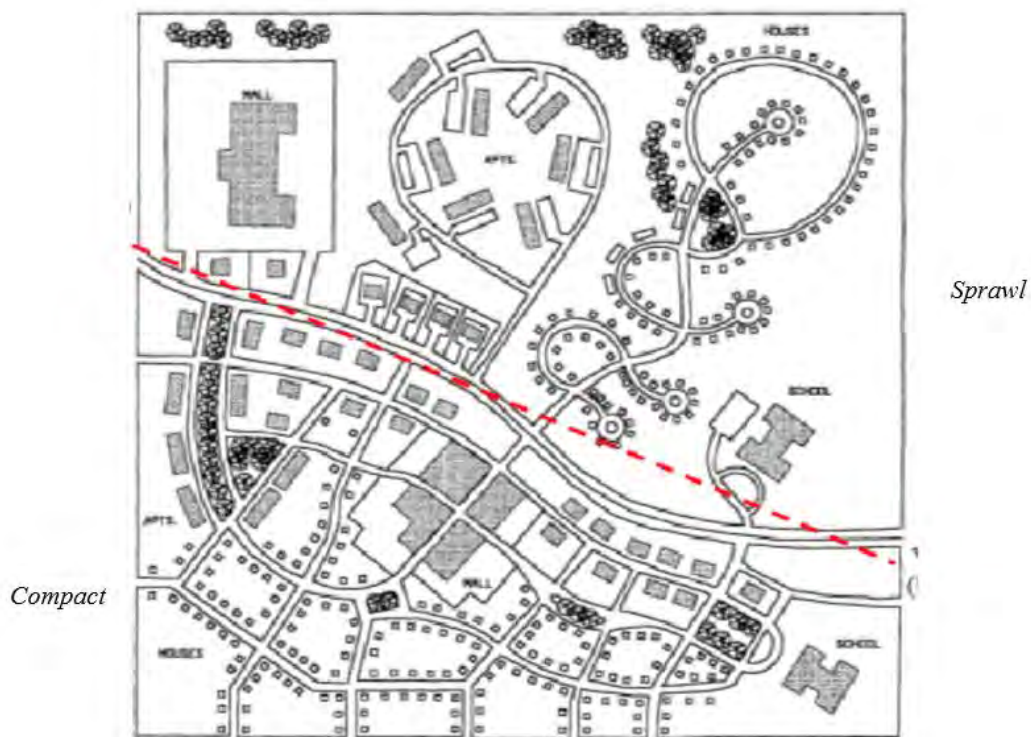 HOUSES
MALL
APTS.
Sprawl
SCHOOL
APTS.
MALL
Compact
HOUSES
SCHOOL